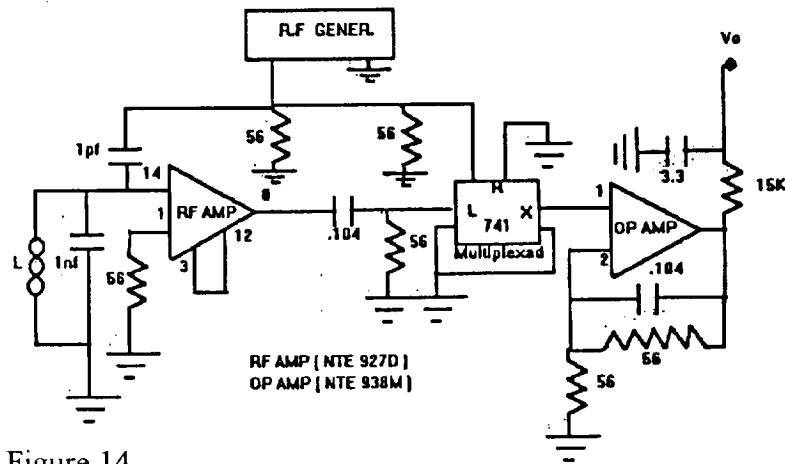 R.F GENER.
Vo
56
56
1pf
14
8
R
15K
3.3
1
RF AMP
12
3
.104
L
741
X
Multiplexad
1
OP AMP
2
L
1nf
56
56
.104
56
56
RF AMP ( NTE 927D )
OP AMP ( NTE 938M )
Figure 14